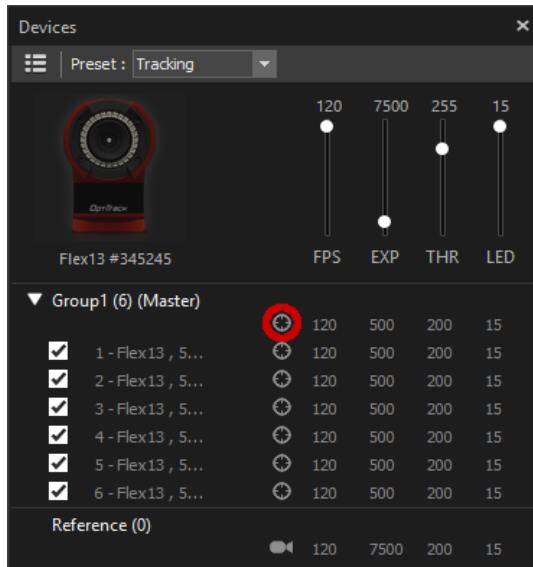 Devices
Preset : Tracking
120 7500 255 15
OptiTrack
Flex13 #345245
FPS EXP THR LED
Group1 (6) (Master)
120 500 200 15
1 - Flex13 , 5... 120 500 200 15
2 - Flex13 , 5... 120 500 200 15
3 - Flex13 , 5... 120 500 200 15
4 - Flex13 , 5... 120 500 200 15
5 - Flex13 , 5... 120 500 200 15
6 - Flex13 , 5... 120 500 200 15
Reference (0)
120 7500 200 15